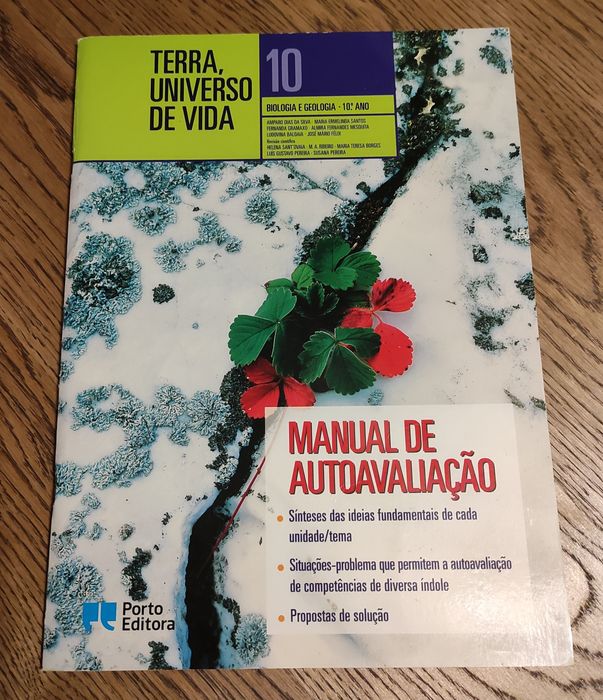 TERRA,
UNIVERSO
DE VIDA
10
BIOLOGIA E GEOLOGIA · 10.º ANO
AMPARO DIAS DA SILVA · MARIA ERMELINDA SANTOS
FERNANDA GRAMAXO · ALMIRA FERNANDES MESQUITA
LUDOVINA BALDAIA · JOSÉ MÁRIO FÉLIX
Revisão científica
HELENA SANT'OVAIA · M. A. RIBEIRO · MARIA TERESA BORGES
LUÍS GUSTAVO PEREIRA · SUSANA PEREIRA
MANUAL DE
AUTOAVALIAÇÃO
• Sínteses das ideias fundamentais de cada
unidade/tema
• Situações-problema que permitem a autoavaliação
de competências de diversa índole
• Propostas de solução
Porto
Editora